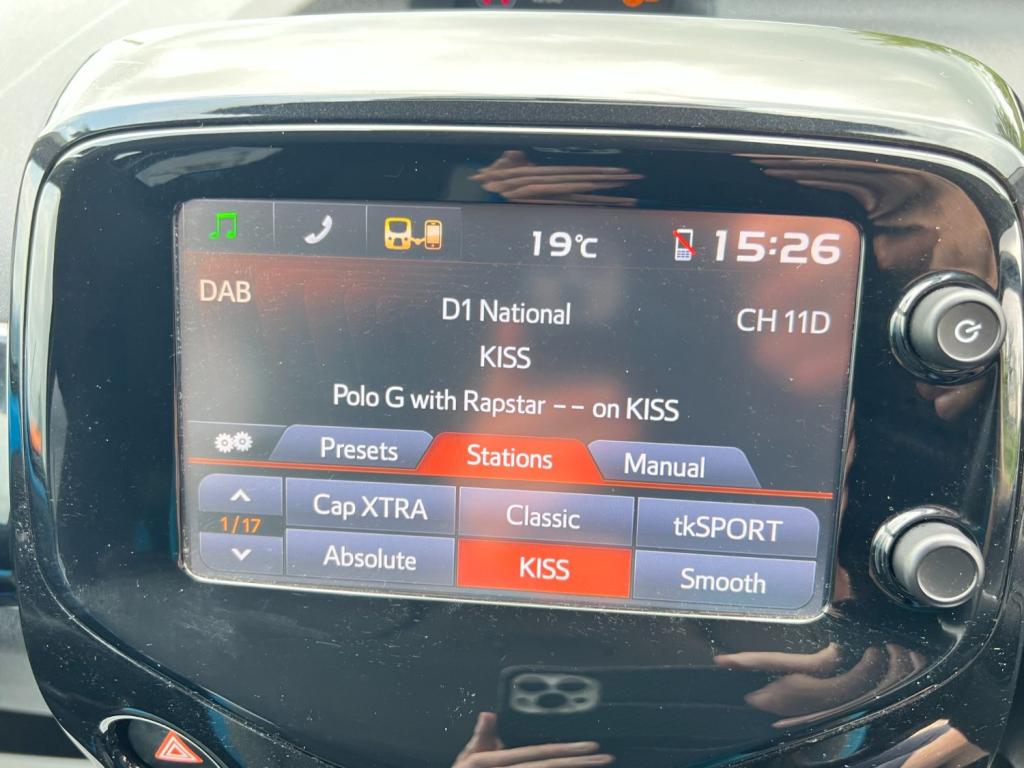 19°C 15:26
DAB
D1 National
CH 11D
KISS
Polo G with Rapstar -- on KISS
Presets Stations Manual
Cap XTRA Classic tkSPORT
1/17
Absolute KISS Smooth